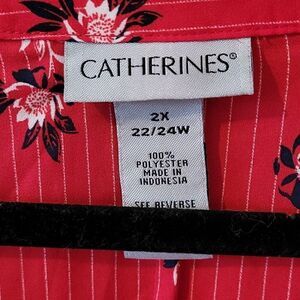 CATHERINES®
2X
22/24W
100%
POLYESTER
MADE IN
INDONESIA
SEE REVERSE